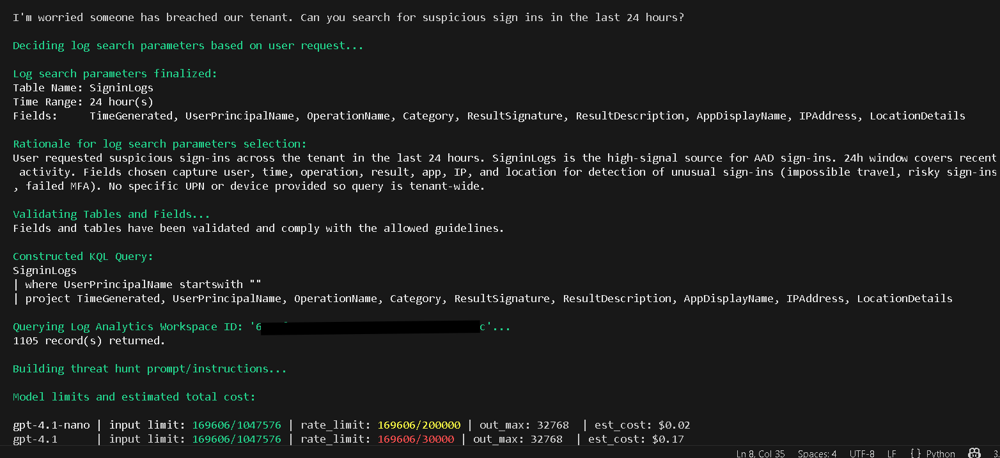 I'm worried someone has breached our tenant. Can you search for suspicious sign ins in the last 24 hours?
Deciding log search parameters based on user request...
Log search parameters finalized:
Table Name: SigninLogs
Time Range: 24 hour(s)
Fields:     TimeGenerated, UserPrincipalName, OperationName, Category, ResultSignature, ResultDescription, AppDisplayName, IPAddress, LocationDetails
Rationale for log search parameters selection:
User requested suspicious sign-ins across the tenant in the last 24 hours. SigninLogs is the high-signal source for AAD sign-ins. 24h window covers recent
 activity. Fields chosen capture user, time, operation, result, app, IP, and location for detection of unusual sign-ins (impossible travel, risky sign-ins
, failed MFA). No specific UPN or device provided so query is tenant-wide.
Validating Tables and Fields...
Fields and tables have been validated and comply with the allowed guidelines.
Constructed KQL Query:
SigninLogs
| where UserPrincipalName startswith ""
| project TimeGenerated, UserPrincipalName, OperationName, Category, ResultSignature, ResultDescription, AppDisplayName, IPAddress, LocationDetails
Querying Log Analytics Workspace ID: '6 c'...
1105 record(s) returned.
Building threat hunt prompt/instructions...
Model limits and estimated total cost:
gpt-4.1-nano | input limit: 169606/1047576 | rate_limit: 169606/200000 | out_max: 32768  | est_cost: $0.02
gpt-4.1      | input limit: 169606/1047576 | rate_limit: 169606/30000 | out_max: 32768  | est_cost: $0.17
Ln 8, Col 35  Spaces: 4  UTF-8  LF  { } Python  3.